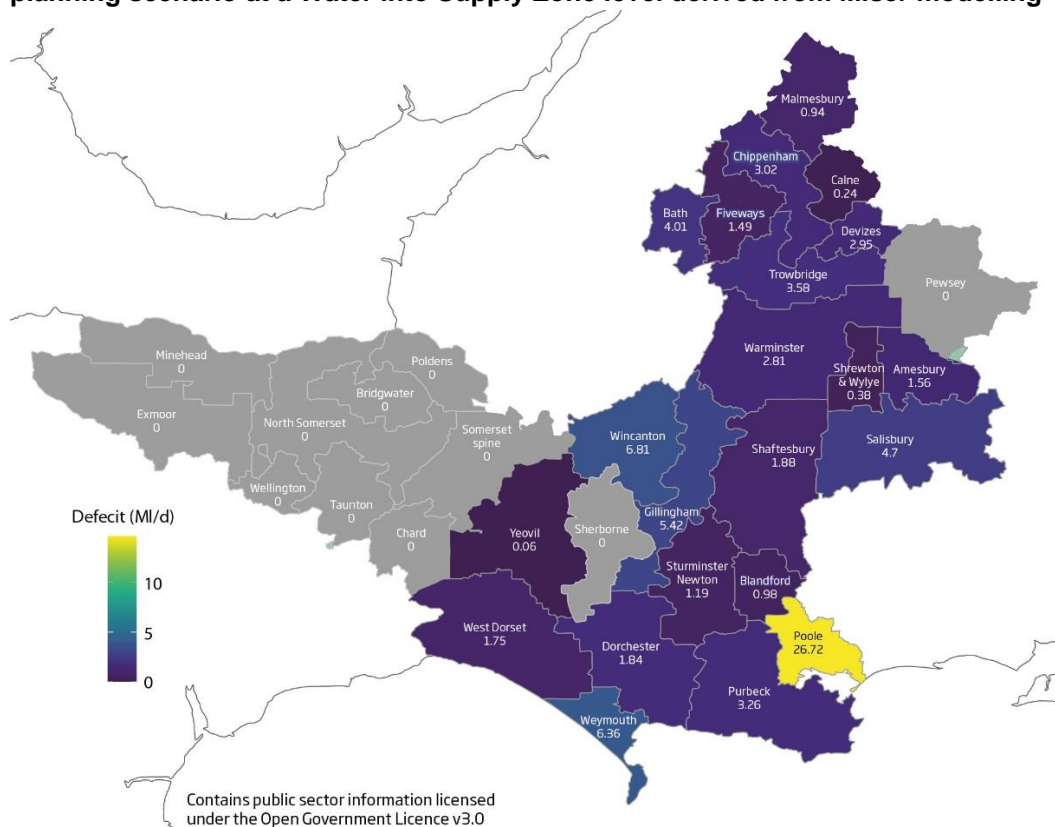 planning scenario at a Water into Supply Zone level derived from Miser modelling
Malmesbury
0.94
Chippenham
3.02
Calne
0.24
Bath
4.01
Fiveways
1.49
Devizes
2.95
Trowbridge
3.58
Pewsey
0
Warminster
2.81
Shrewton
& Wylye
0.38
Amesbury
1.56
Minehead
0
Poldens
0
Bridgwater
0
Exmoor
0
North Somerset
0
Somerset
spine
0
Wincanton
6.81
Shaftesbury
1.88
Salisbury
4.7
Wellington
0
Taunton
0
Chard
0
Yeovil
0.06
Sherborne
0
Gillingham
5.42
Sturminster
Newton
1.19
Blandford
0.98
Poole
26.72
West Dorset
1.75
Dorchester
1.84
Purbeck
3.26
Weymouth
6.36
Defecit (Ml/d)
10
5
0
Contains public sector information licensed
under the Open Government Licence v3.0